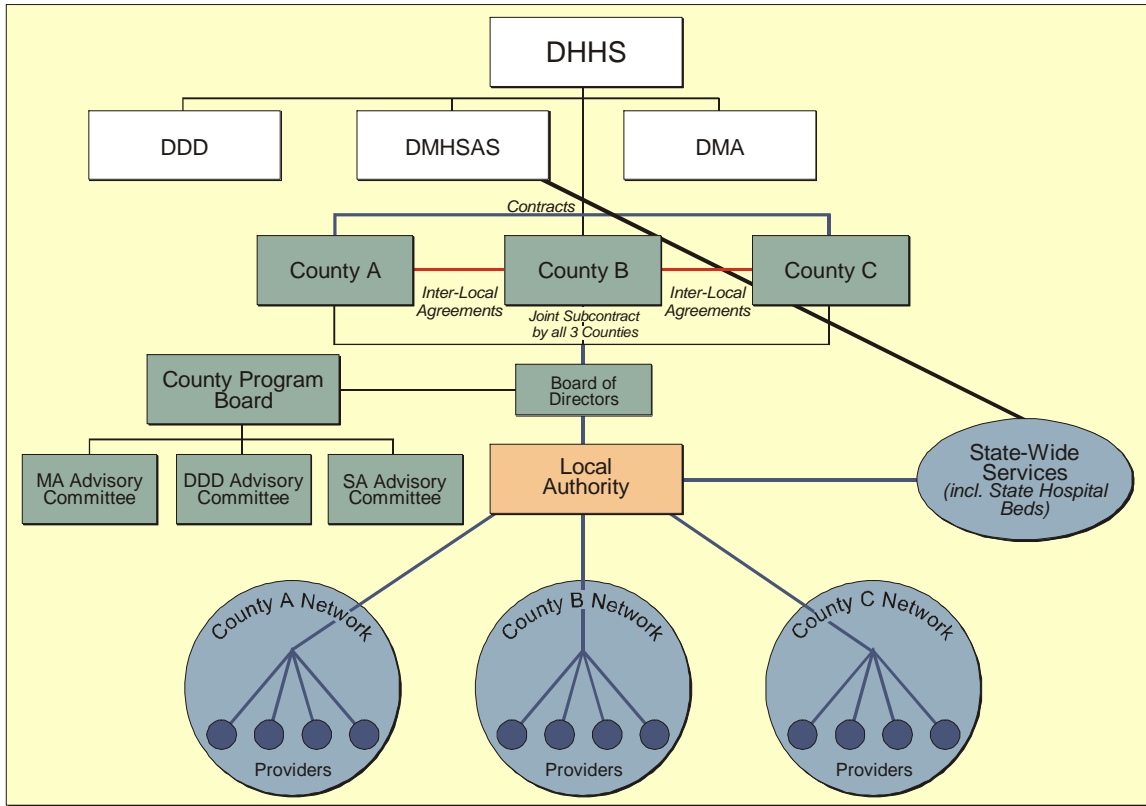 DHHS
DDD
DMHSAS
DMA
Contracts
County A
County B
County C
Inter-Local
Agreements
Joint Subcontract
by all 3 Counties
Inter-Local
Agreements
County Program
Board
Board of
Directors
MA Advisory
Committee
DDD Advisory
Committee
SA Advisory
Committee
Local
Authority
State-Wide
Services
(incl. State Hospital
Beds)
County A Network
County B Network
County C Network
Providers
Providers
Providers